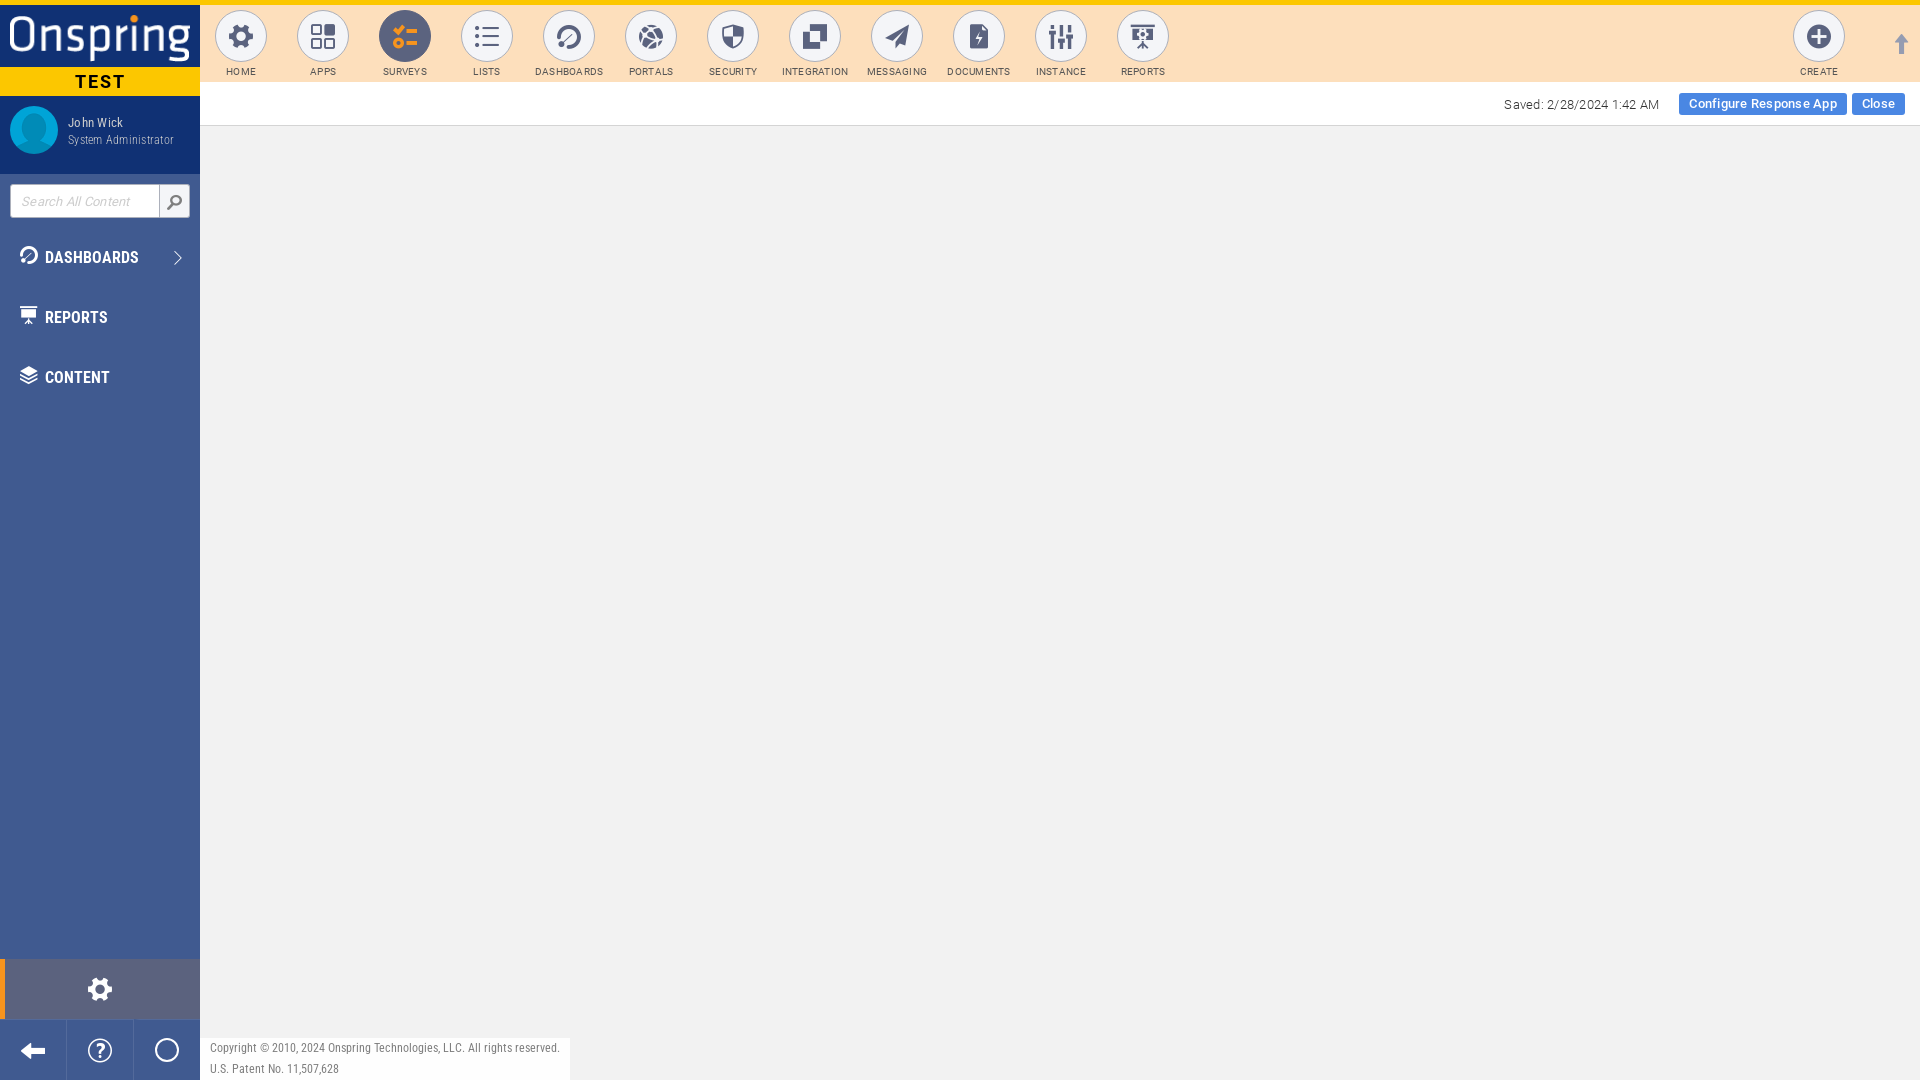 Onspring
TEST
John Wick
System Administrator
Search All Content
DASHBOARDS
REPORTS
CONTENT
HOME
APPS
SURVEYS
LISTS
DASHBOARDS
PORTALS
SECURITY
INTEGRATION
MESSAGING
DOCUMENTS
INSTANCE
REPORTS
CREATE
Saved: 2/28/2024 1:42 AM
Configure Response App
Close
Copyright © 2010, 2024 Onspring Technologies, LLC. All rights reserved.
U.S. Patent No. 11,507,628